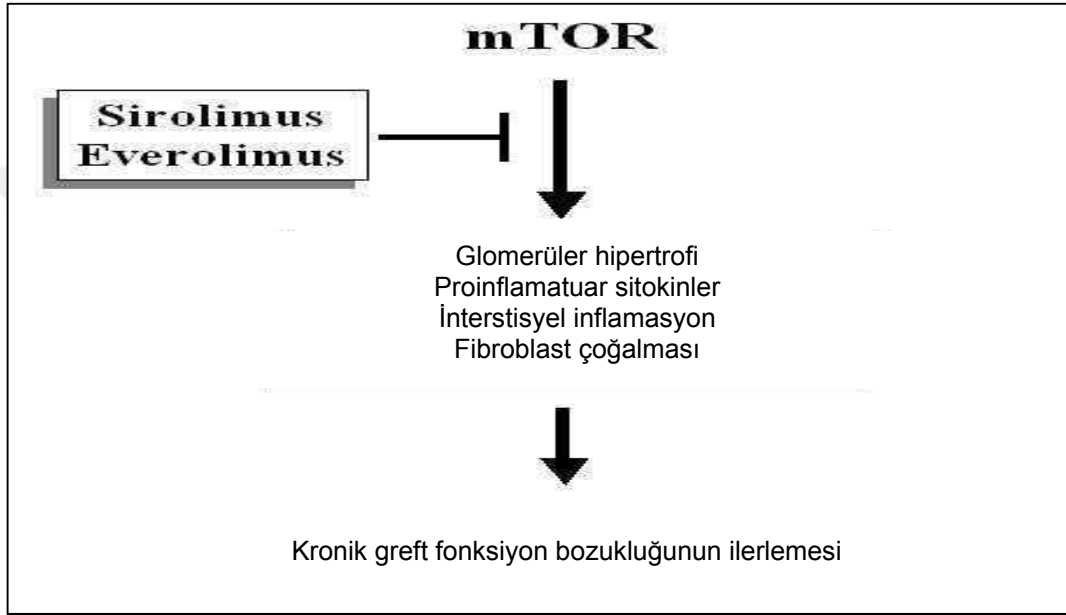 mTOR
Sirolimus
Everolimus
Glomerüler hipertrofi
Proinflamatuar sitokinler
İnterstisyel inflamasyon
Fibroblast çoğalması
Kronik greft fonksiyon bozukluğunun ilerlemesi